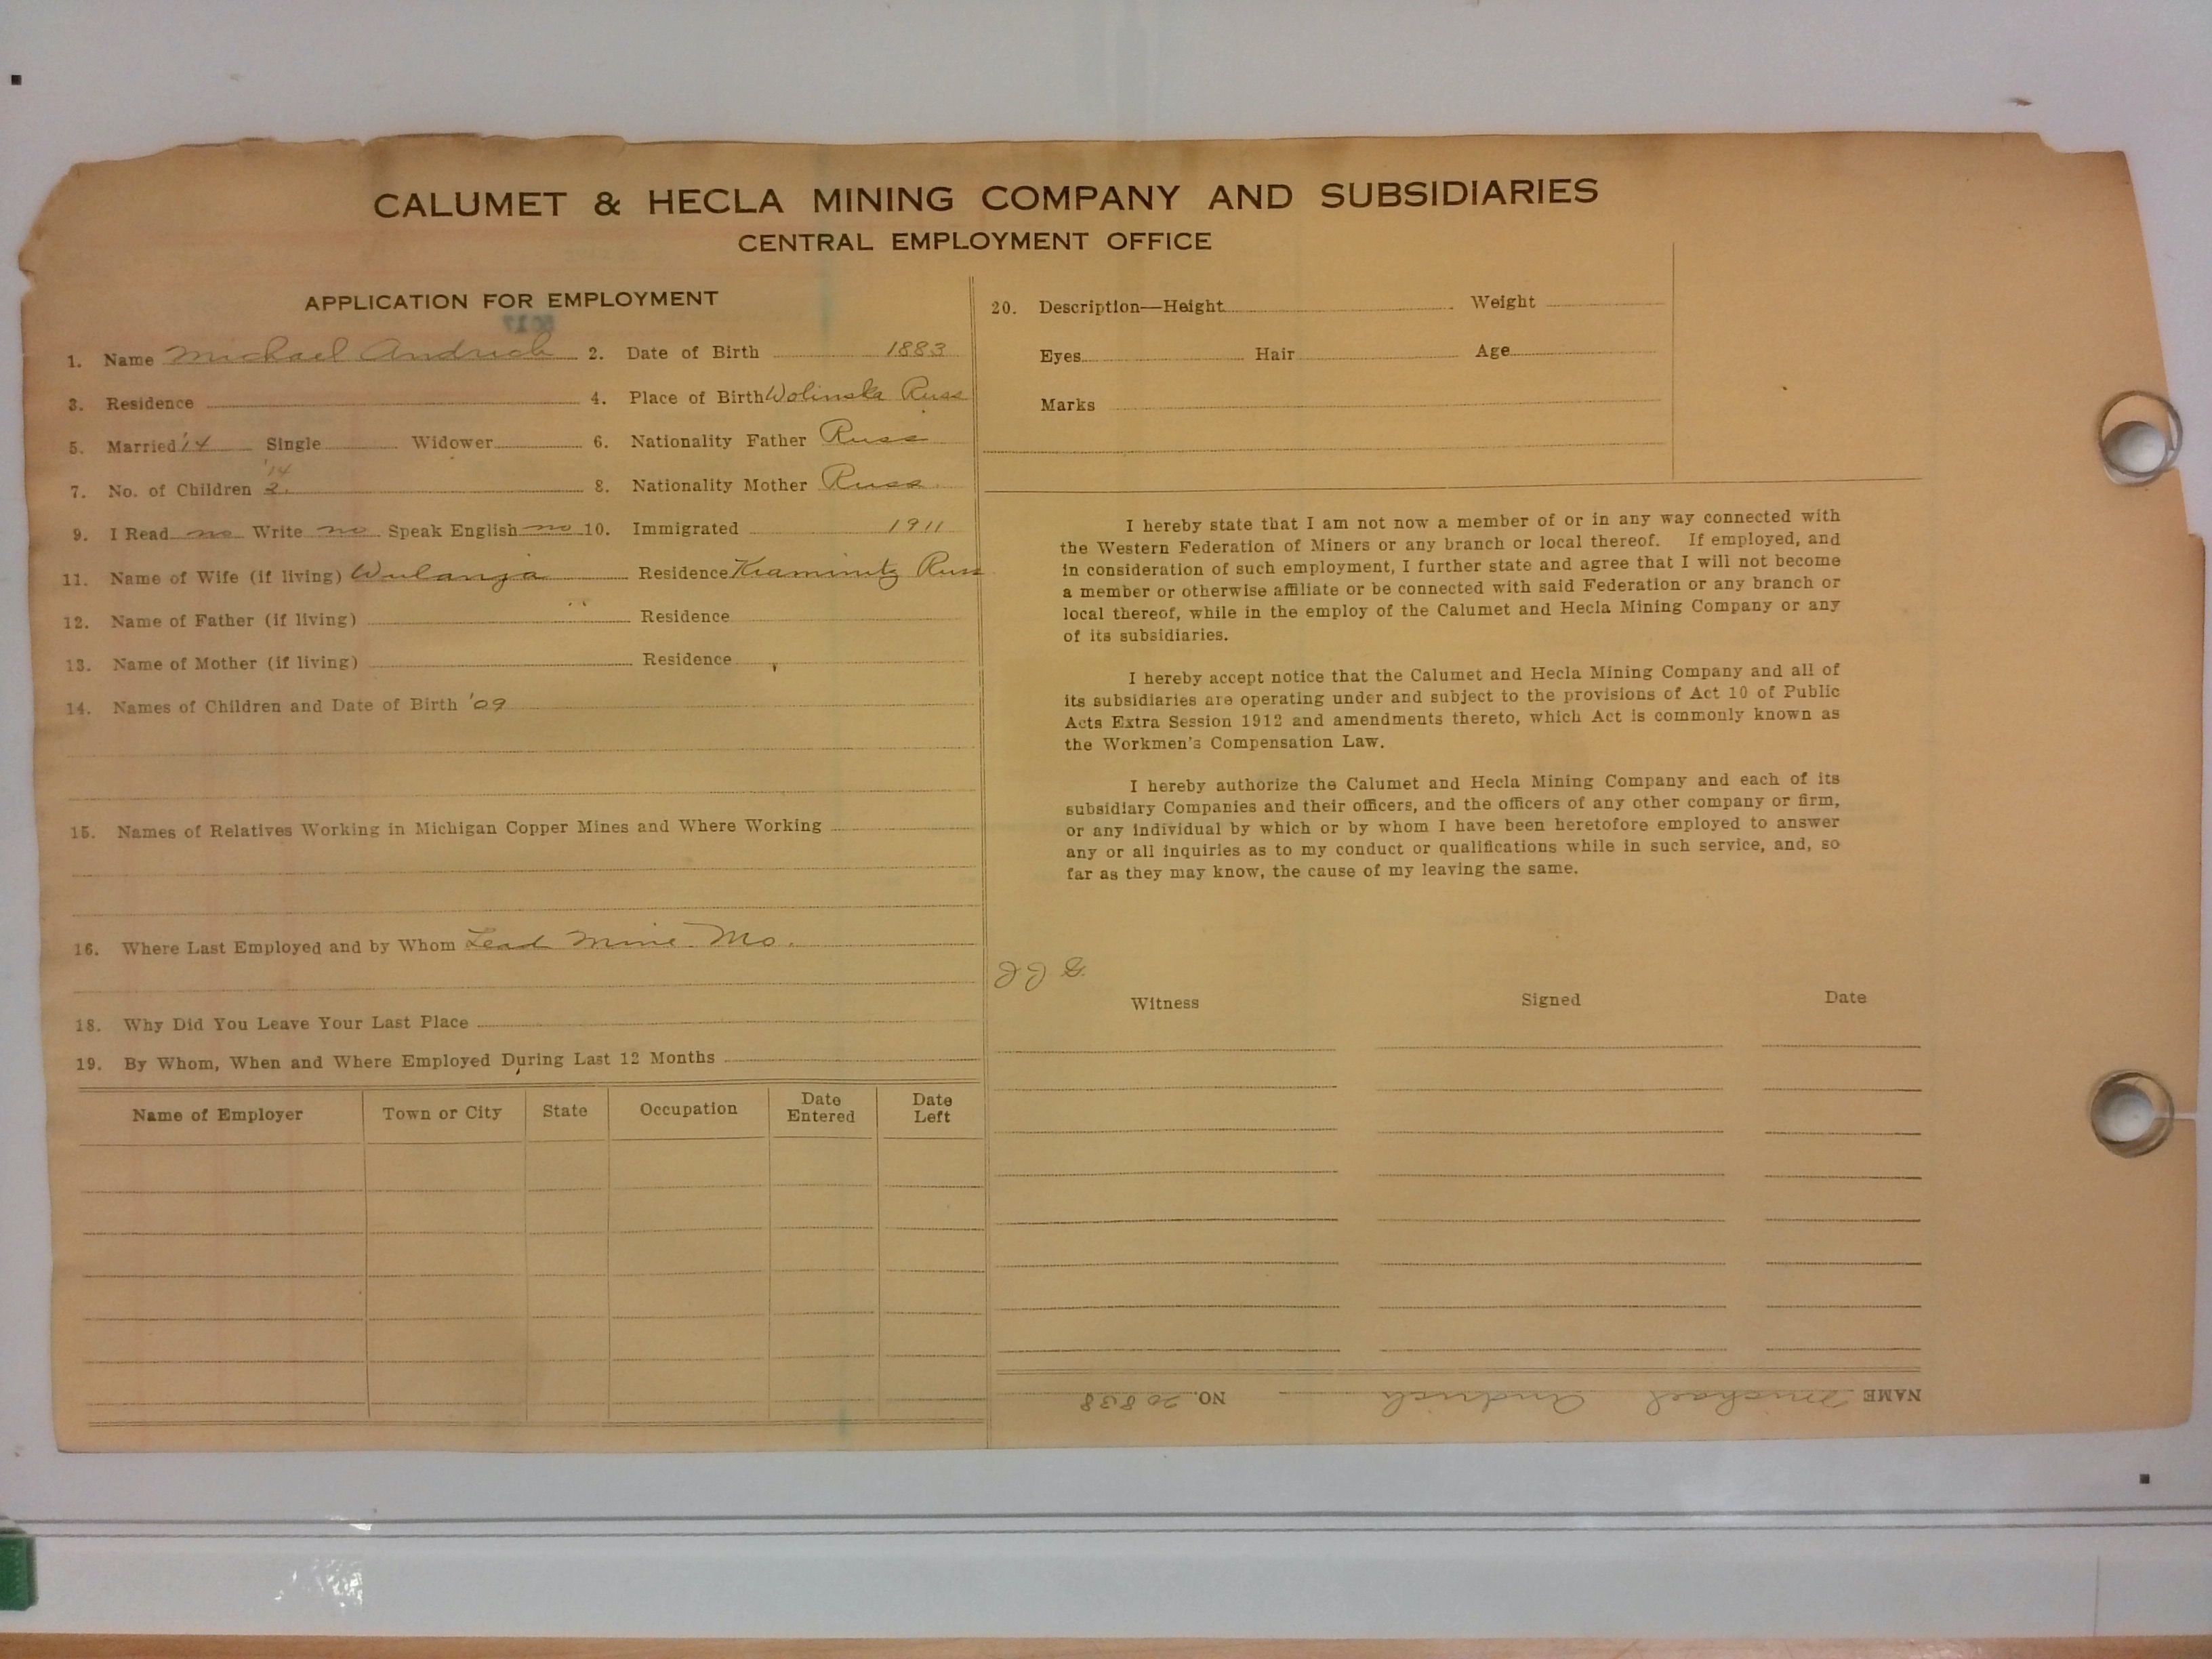 CALUMET & HECLA MINING COMPANY AND SUBSIDIARIES
CENTRAL EMPLOYMENT OFFICE
APPLICATION FOR EMPLOYMENT
1. Name Michael Andrich 2. Date of Birth 1883
3. Residence 4. Place of Birth Wolinska Russ
5. Married '14 Single Widower 6. Nationality Father Russ
'14
7. No. of Children 2. 8. Nationality Mother Russ
9. I Read no Write no Speak English no 10. Immigrated 1911
11. Name of Wife (if living) Wulanga Residence Kraminitz Russ
12. Name of Father (if living) Residence
13. Name of Mother (if living) Residence
14. Names of Children and Date of Birth '09
15. Names of Relatives Working in Michigan Copper Mines and Where Working
16. Where Last Employed and by Whom Lead Mine Mo.
18. Why Did You Leave Your Last Place
19. By Whom, When and Where Employed During Last 12 Months
Name of Employer Town or City State Occupation Date Entered Date Left
20. Description—Height Weight
Eyes Hair Age
Marks
I hereby state that I am not now a member of or in any way connected with
the Western Federation of Miners or any branch or local thereof. If employed, and
in consideration of such employment, I further state and agree that I will not become
a member or otherwise affiliate or be connected with said Federation or any branch or
local thereof, while in the employ of the Calumet and Hecla Mining Company or any
of its subsidiaries.
I hereby accept notice that the Calumet and Hecla Mining Company and all of
its subsidiaries are operating under and subject to the provisions of Act 10 of Public
Acts Extra Session 1912 and amendments thereto, which Act is commonly known as
the Workmen's Compensation Law.
I hereby authorize the Calumet and Hecla Mining Company and each of its
subsidiary Companies and their officers, and the officers of any other company or firm,
or any individual by which or by whom I have been heretofore employed to answer
any or all inquiries as to my conduct or qualifications while in such service, and, so
far as they may know, the cause of my leaving the same.
JJG
Witness Signed Date
NAME Michael Andrich NO. 20838